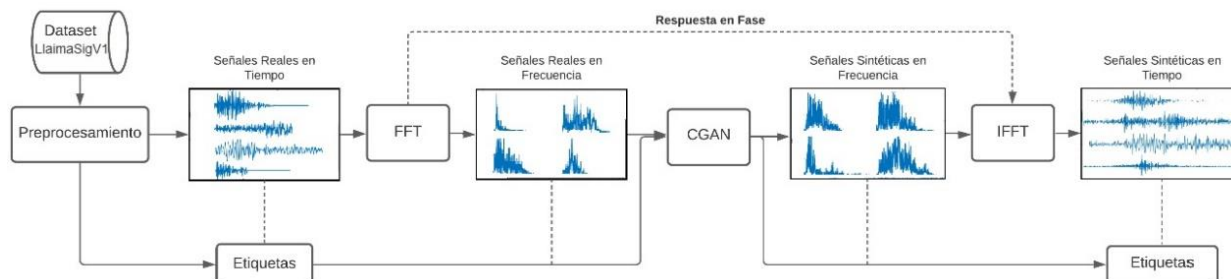 Dataset
LlaimaSigV1
Respuesta en Fase
Señales Reales en
Tiempo
Señales Reales en
Frecuencia
Señales Sintéticas en
Frecuencia
Señales Sintéticas en
Tiempo
Preprocesamiento
FFT
CGAN
IFFT
Etiquetas
Etiquetas